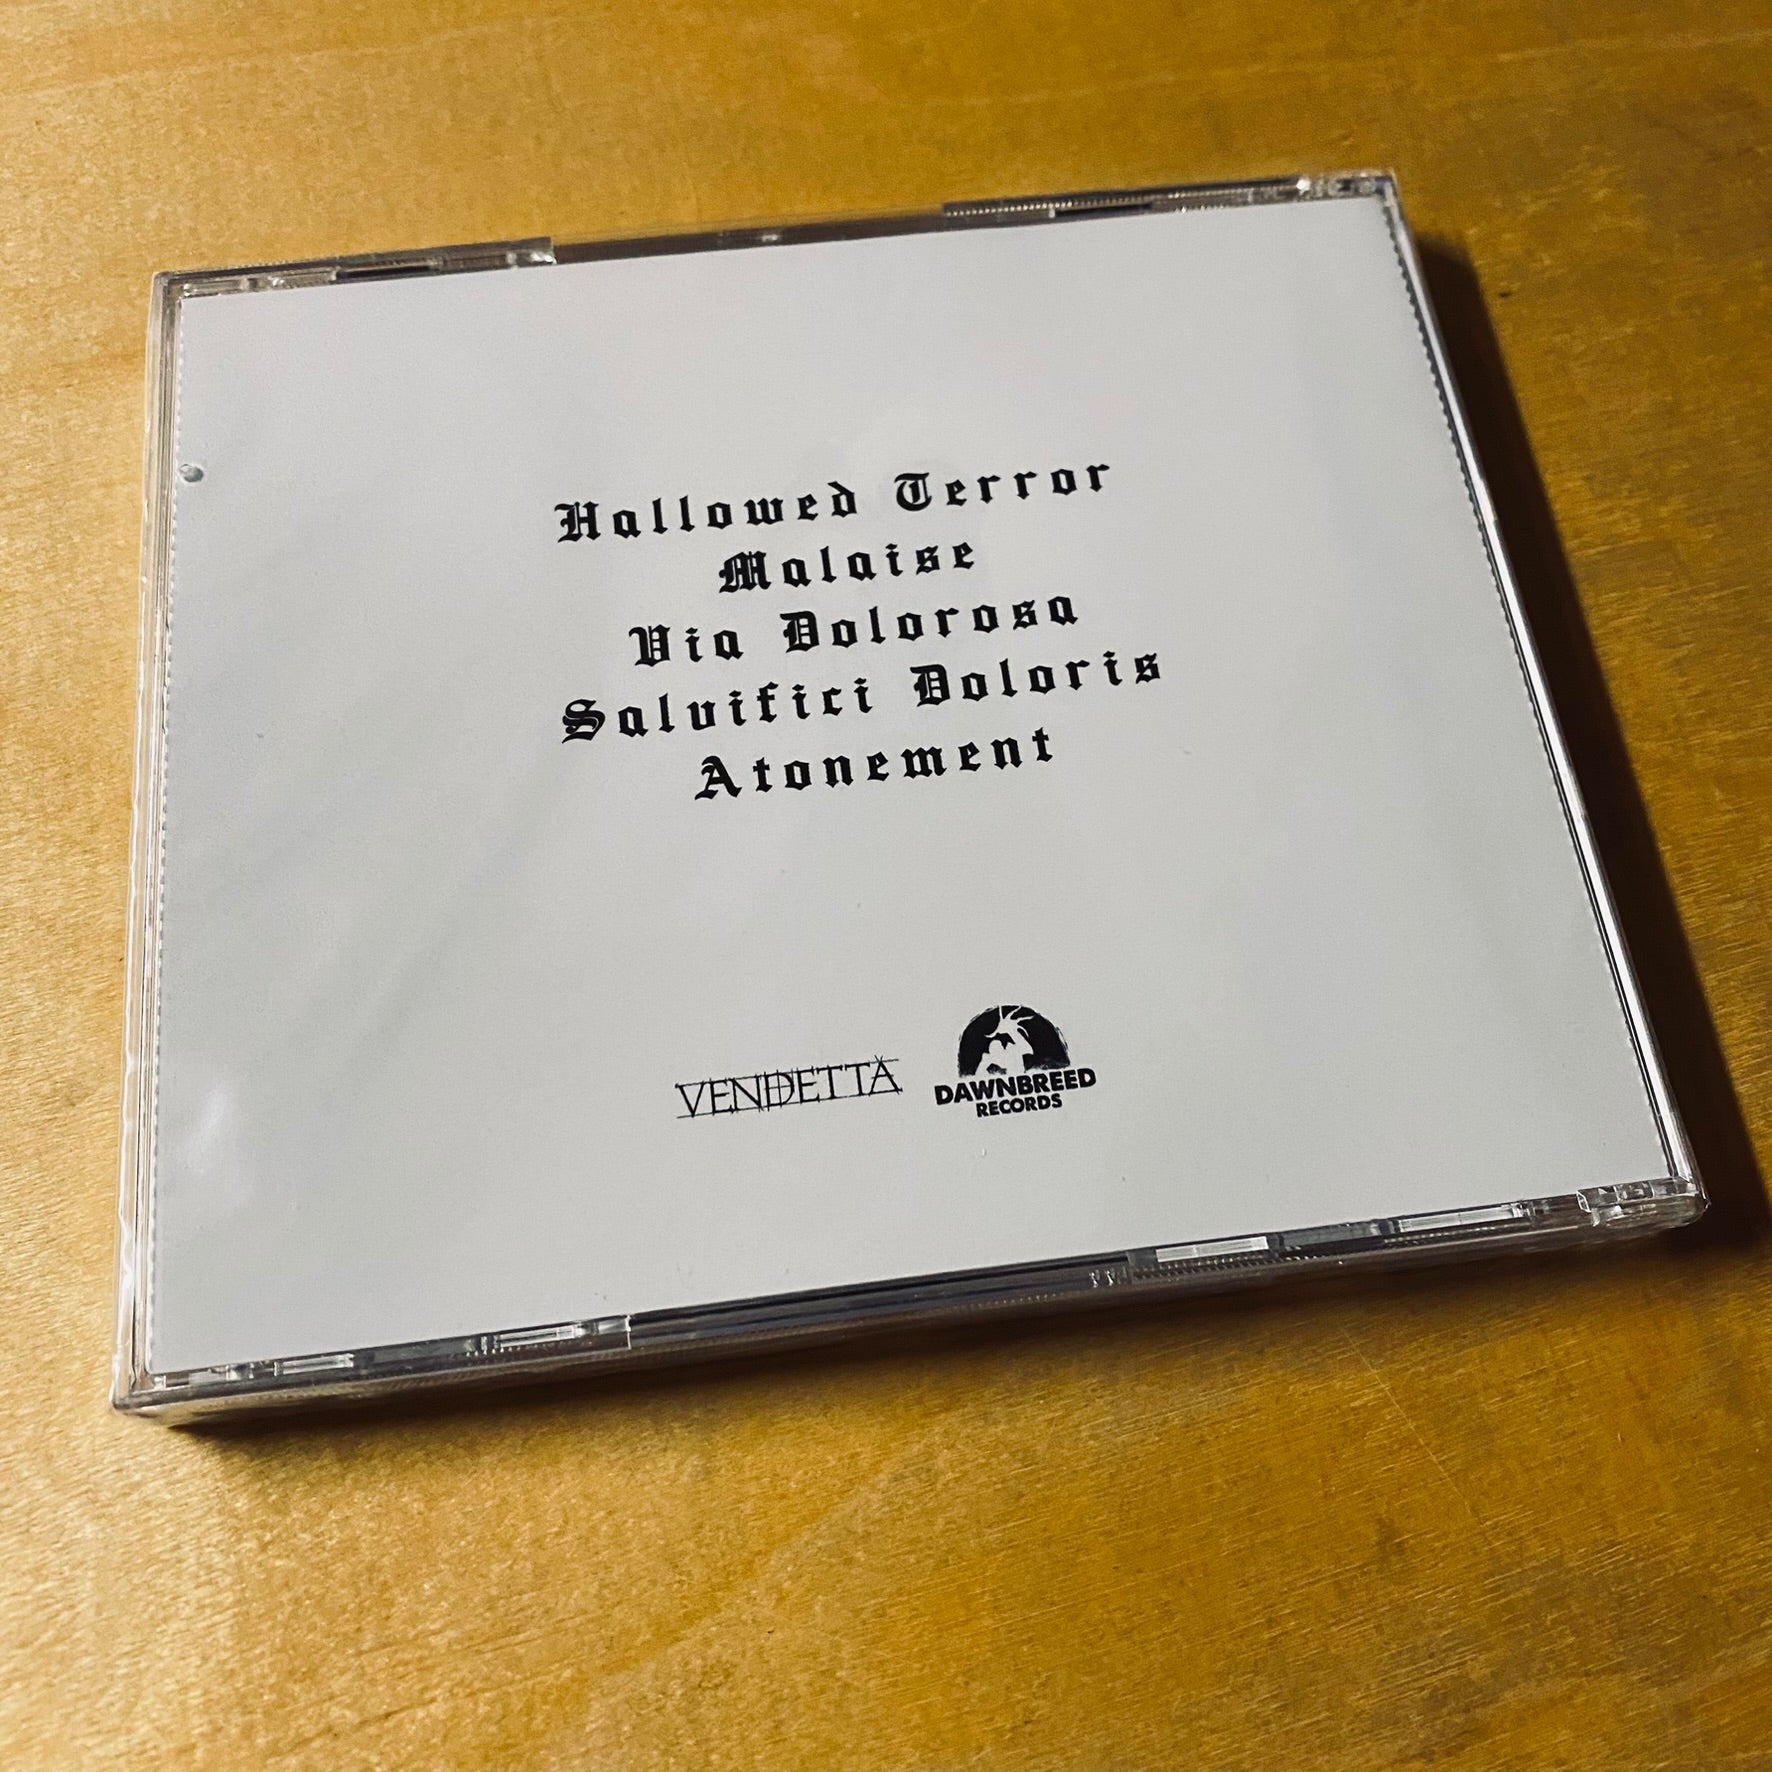 Hallowed Terror
Malaise
Via Dolorosa
Salvifici Doloris
Atonement
VENDETTA
DAWNBREED
RECORDS